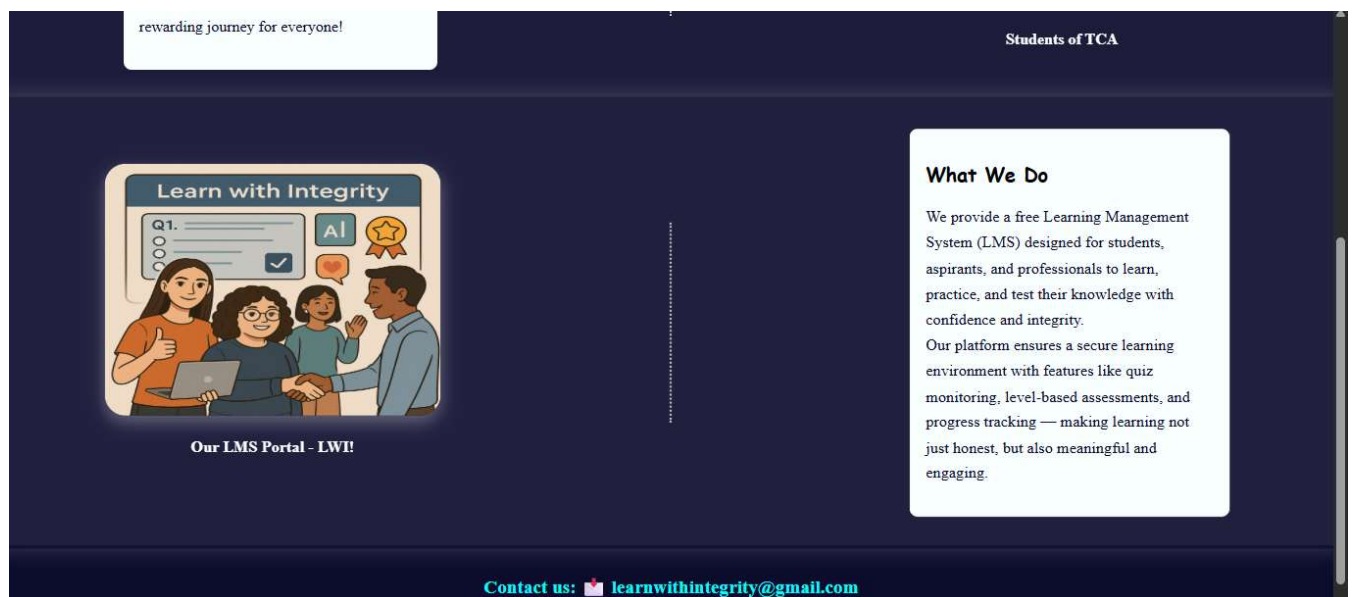 rewarding journey for everyone!
Students of TCA
Learn with Integrity
Q1.
AI
Our LMS Portal - LWI!
What We Do
We provide a free Learning Management
System (LMS) designed for students,
aspirants, and professionals to learn,
practice, and test their knowledge with
confidence and integrity.
Our platform ensures a secure learning
environment with features like quiz
monitoring, level-based assessments, and
progress tracking — making learning not
just honest, but also meaningful and
engaging.
Contact us: 📩 learnwithintegrity@gmail.com